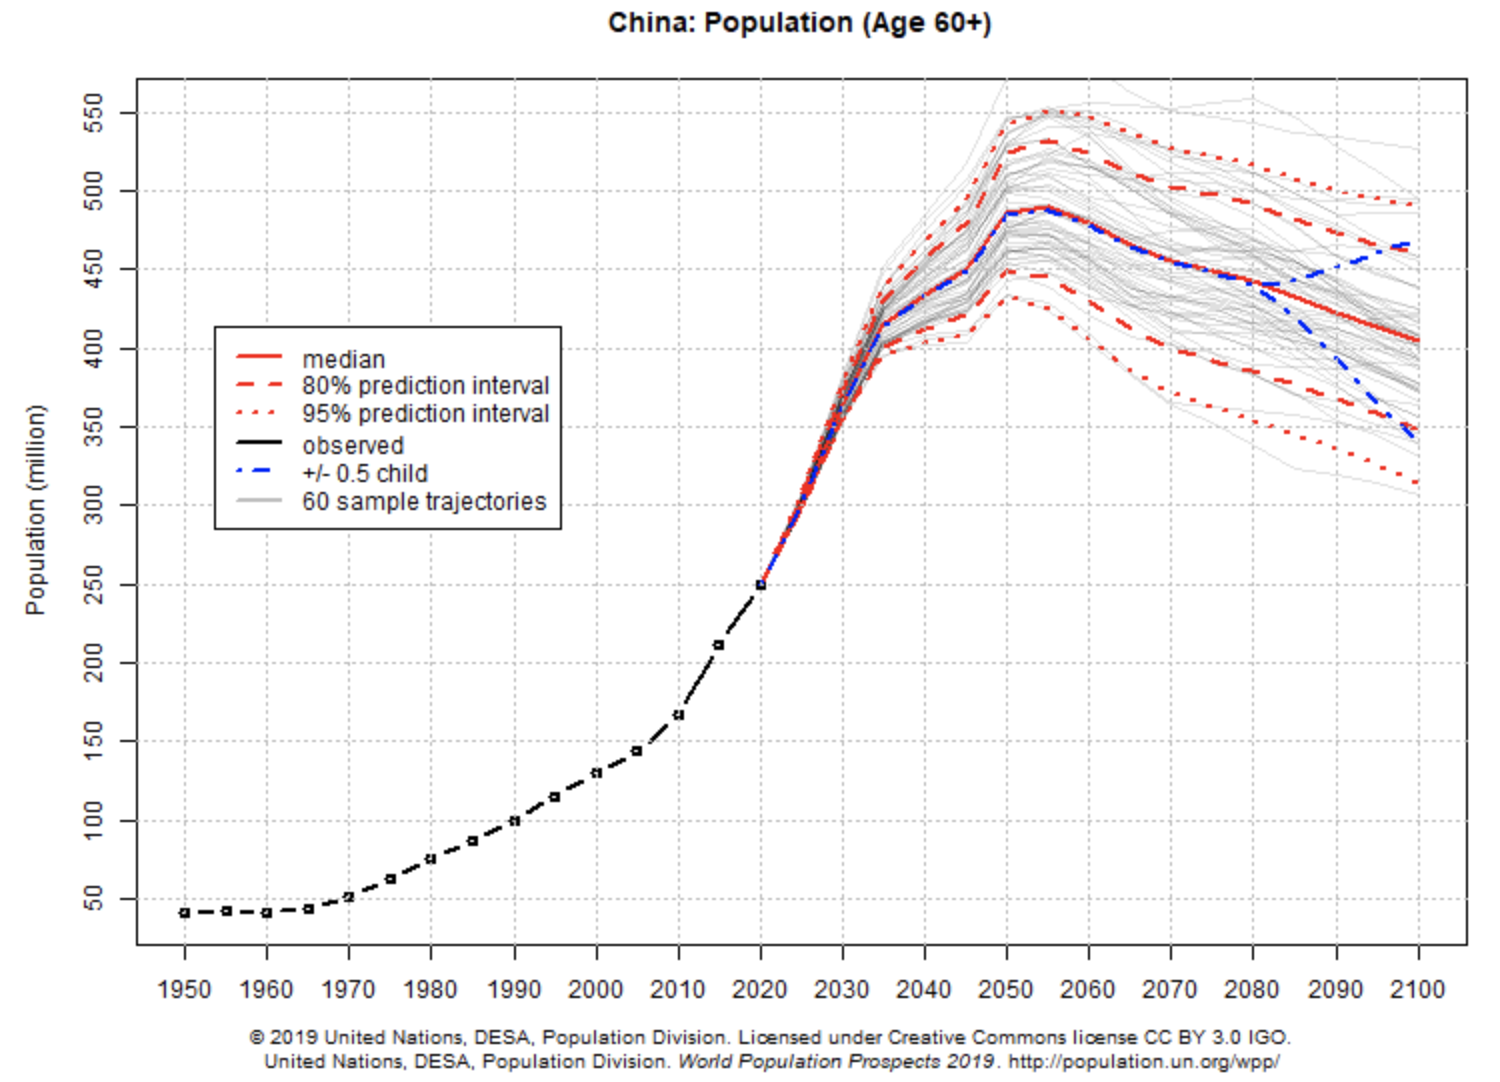 China: Population (Age 60+)
Population (million)
550
500
450
400
350
300
250
200
150
100
50
median
80% prediction interval
95% prediction interval
observed
+/- 0.5 child
60 sample trajectories
1950 1960 1970 1980 1990 2000 2010 2020 2030 2040 2050 2060 2070 2080 2090 2100
© 2019 United Nations, DESA, Population Division. Licensed under Creative Commons license CC BY 3.0 IGO.
United Nations, DESA, Population Division. World Population Prospects 2019. http://population.un.org/wpp/